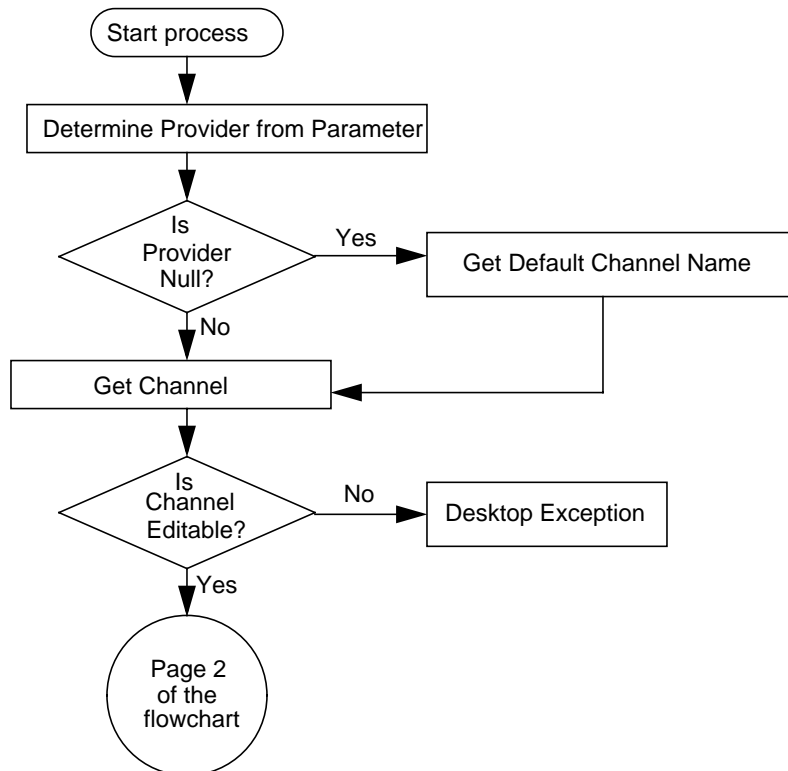 Start process
Determine Provider from Parameter
Is
Provider
Null?
Yes
Get Default Channel Name
No
Get Channel
Is
Channel
Editable?
No
Desktop Exception
Yes
Page 2
of the
flowchart